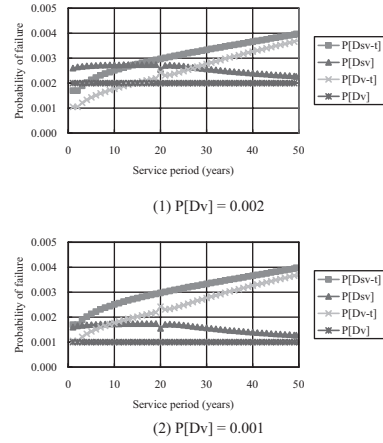 0.005
0.004
0.003
0.002
0.001
0.000
Probability of failure
0 10 20 30 40 50
Service period (years)
P[Dsv-t]
P[Dsv]
P[Dv-t]
P[Dv]
(1) P[Dv] = 0.002
0.005
0.004
0.003
0.002
0.001
0.000
Probability of failure
0 10 20 30 40 50
Service period (years)
P[Dsv-t]
P[Dsv]
P[Dv-t]
P[Dv]
(2) P[Dv] = 0.001